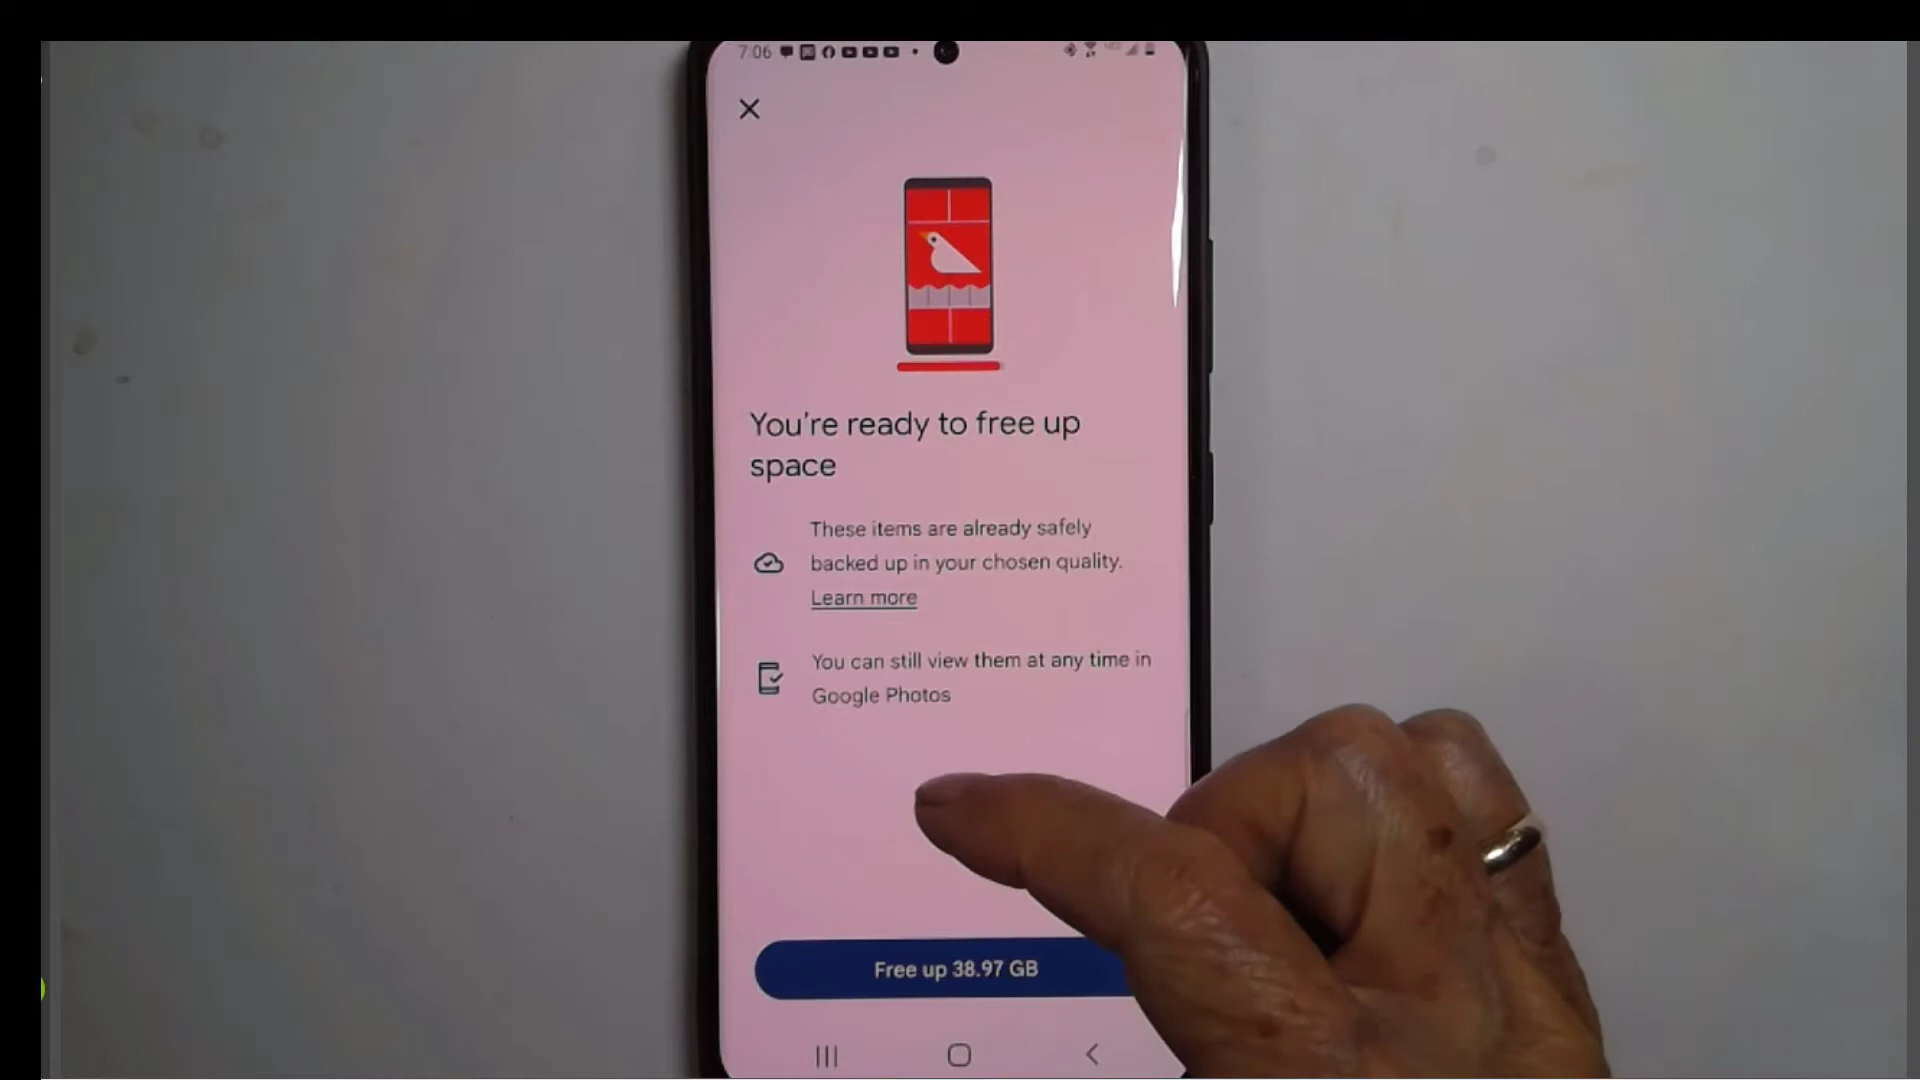 7:06
You're ready to free up
space
These items are already safely
backed up in your chosen quality.
Learn more
You can still view them at any time in
Google Photos
Free up 38.97 GB